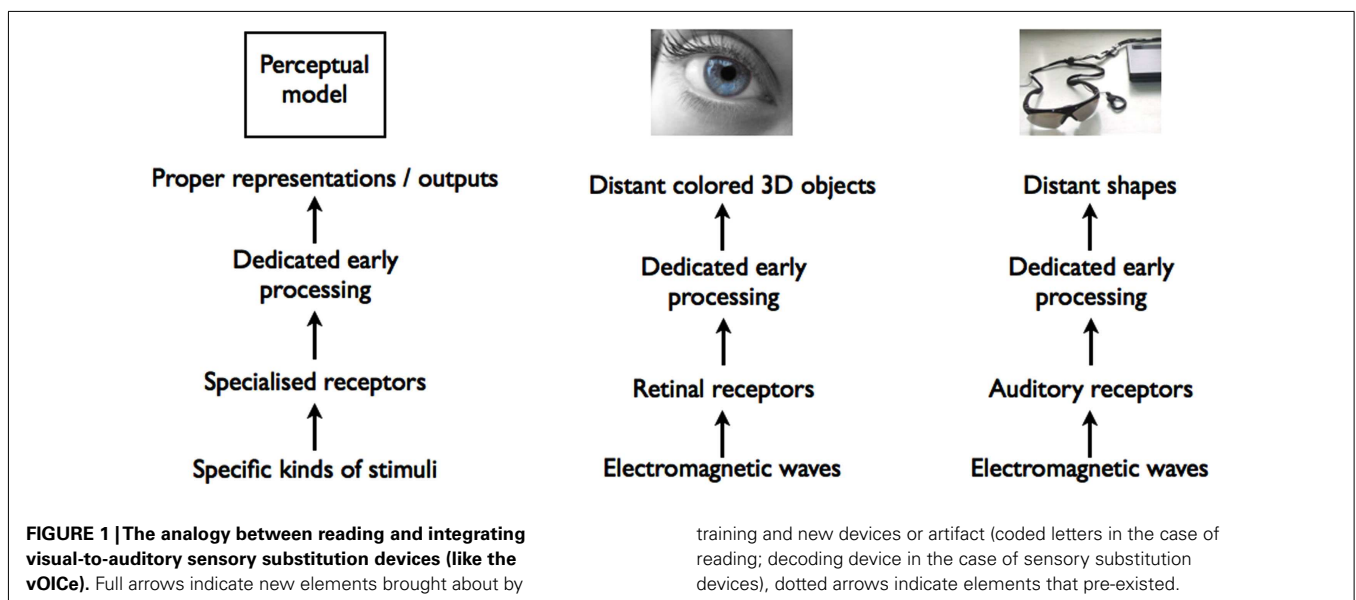 Perceptual
model
Proper representations / outputs
Dedicated early
processing
Specialised receptors
Specific kinds of stimuli
Distant colored 3D objects
Dedicated early
processing
Retinal receptors
Electromagnetic waves
Distant shapes
Dedicated early
processing
Auditory receptors
Electromagnetic waves
FIGURE 1 | The analogy between reading and integrating
visual-to-auditory sensory substitution devices (like the
vOICe). Full arrows indicate new elements brought about by
training and new devices or artifact (coded letters in the case of
reading; decoding device in the case of sensory substitution
devices), dotted arrows indicate elements that pre-existed.